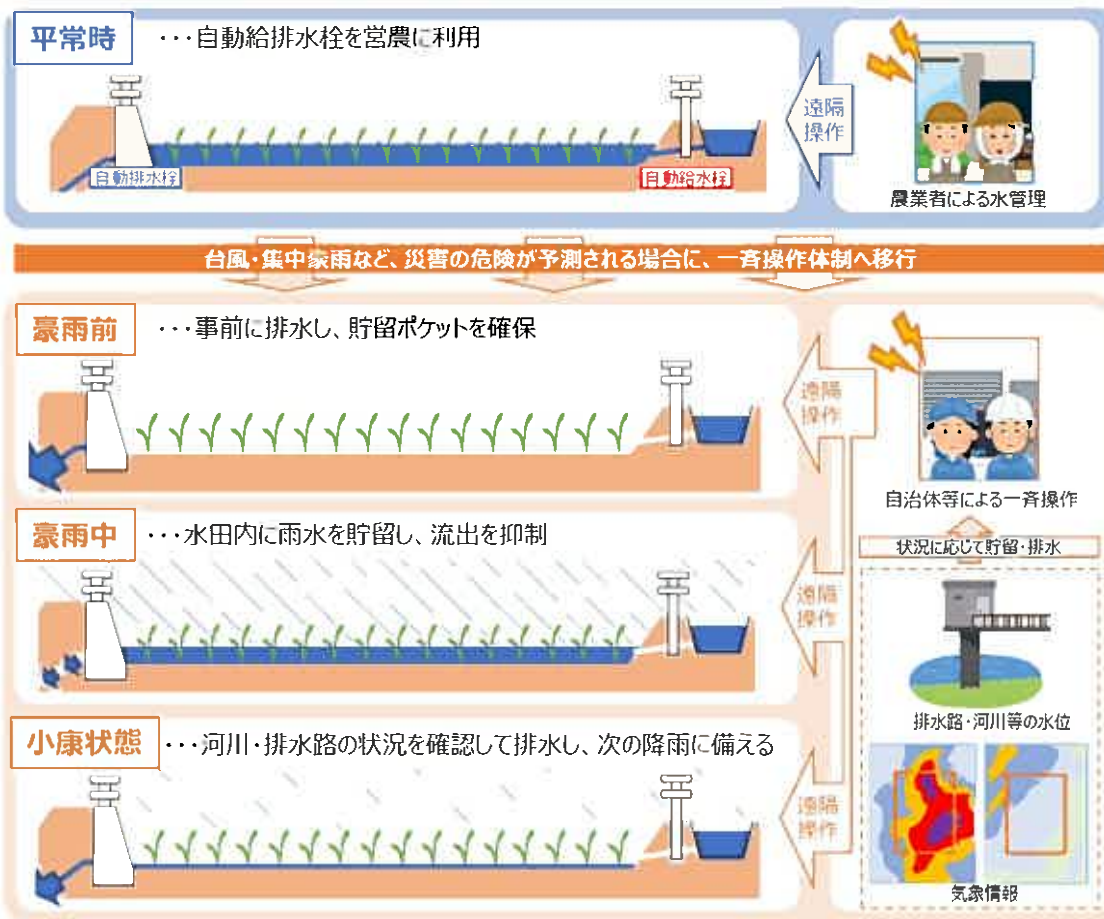 平常時
･･･自動給排水栓を営農に利用
自動排水栓
自動給水栓
遠隔
操作
農業者による水管理
台風・集中豪雨など、災害の危険が予測される場合に、一斉操作体制へ移行
豪雨前
･･･事前に排水し、貯留ポケットを確保
遠隔
操作
自治体等による一斉操作
豪雨中
･･･水田内に雨水を貯留し、流出を抑制
遠隔
操作
状況に応じて貯留・排水
排水路・河川等の水位
小康状態
･･･河川・排水路の状況を確認して排水し、次の降雨に備える
遠隔
操作
気象情報